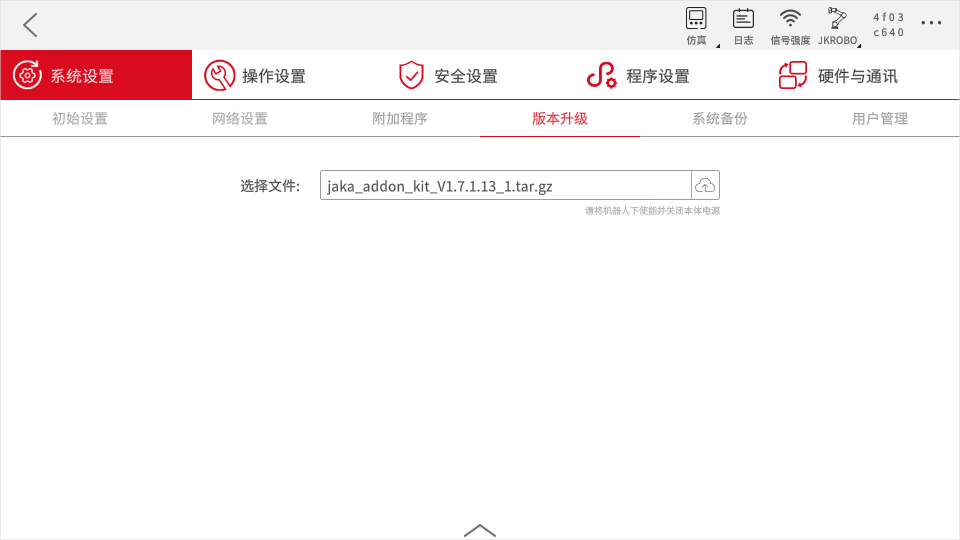 仿真
日志
信号强度
JKROBO
4f03
c640
系统设置
操作设置
安全设置
程序设置
硬件与通讯
初始设置
网络设置
附加程序
版本升级
系统备份
用户管理
选择文件:
jaka_addon_kit_V1.7.1.13_1.tar.gz
请将机器人下使能并关闭本体电源